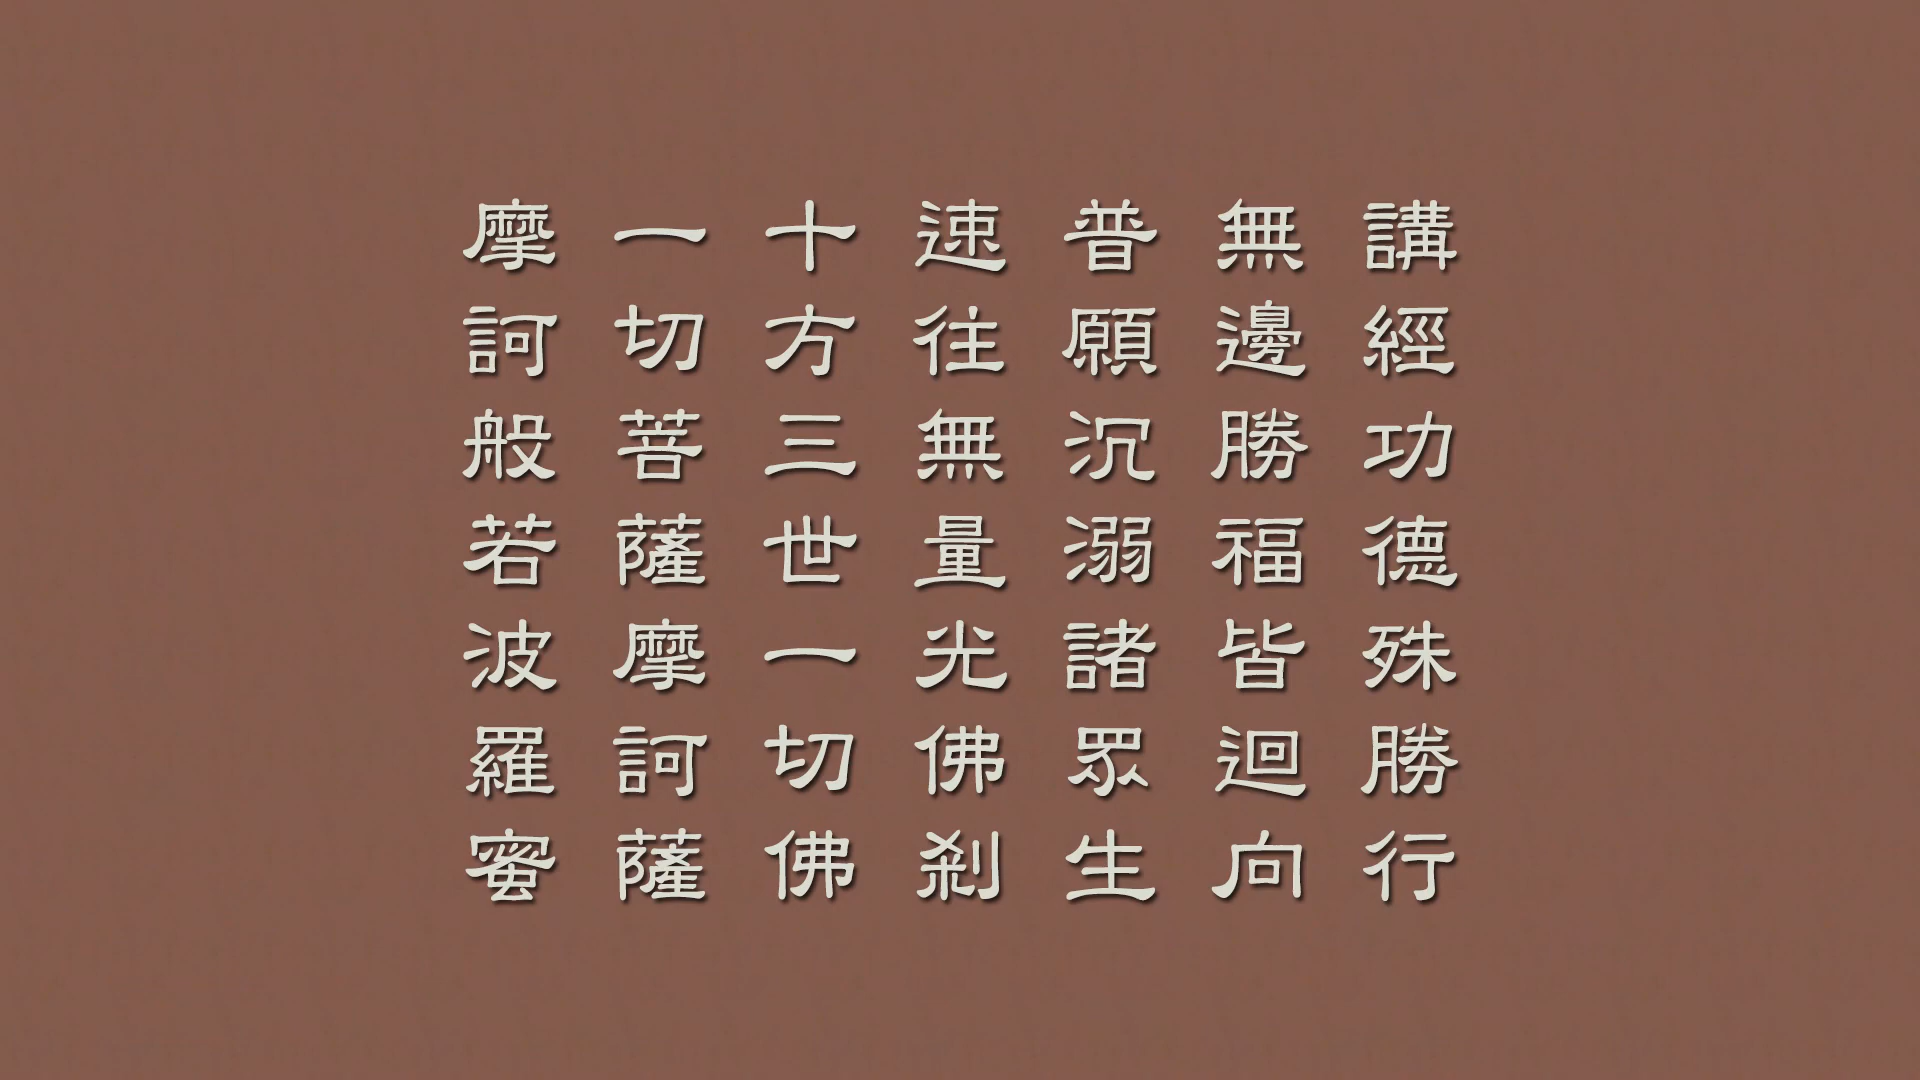 講經功德殊勝行
無邊勝福皆迴向
普願沉溺諸眾生
速往無量光佛剎
十方三世一切佛
一切菩薩摩訶薩
摩訶般若波羅蜜